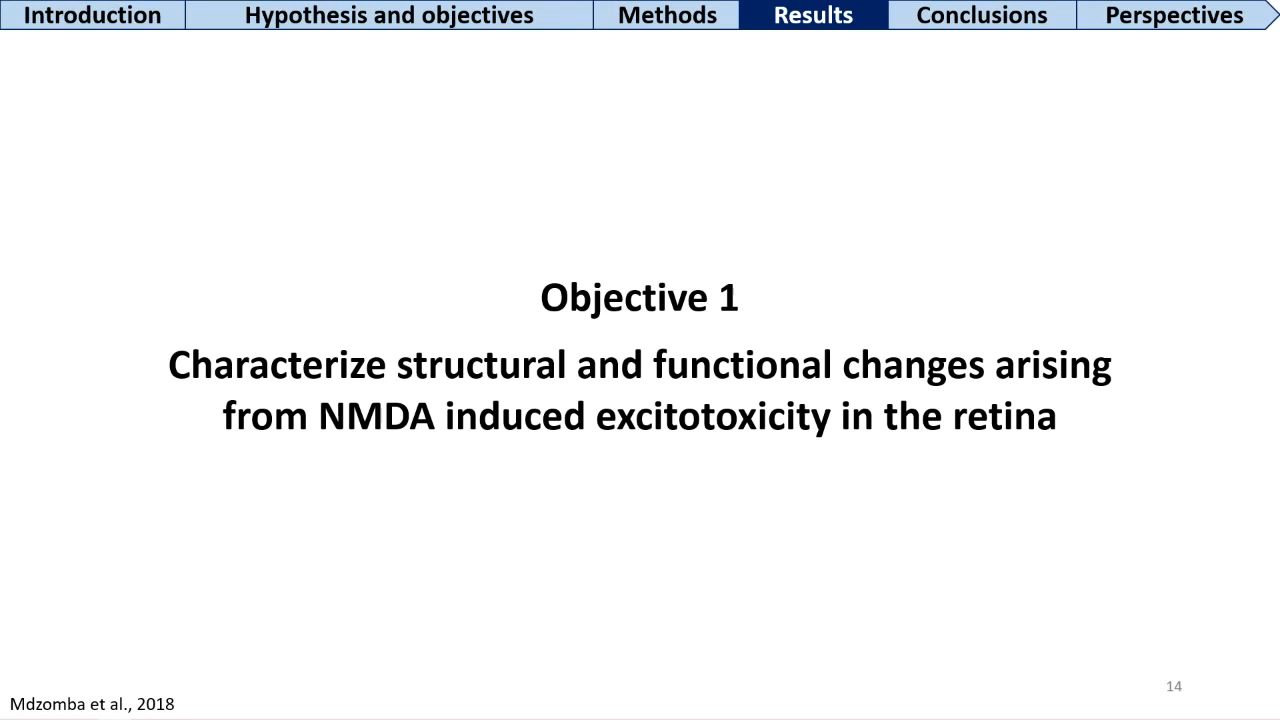 Introduction Hypothesis and objectives Methods Results Conclusions Perspectives
Objective 1
Characterize structural and functional changes arising
from NMDA induced excitotoxicity in the retina
14
Mdzomba et al., 2018